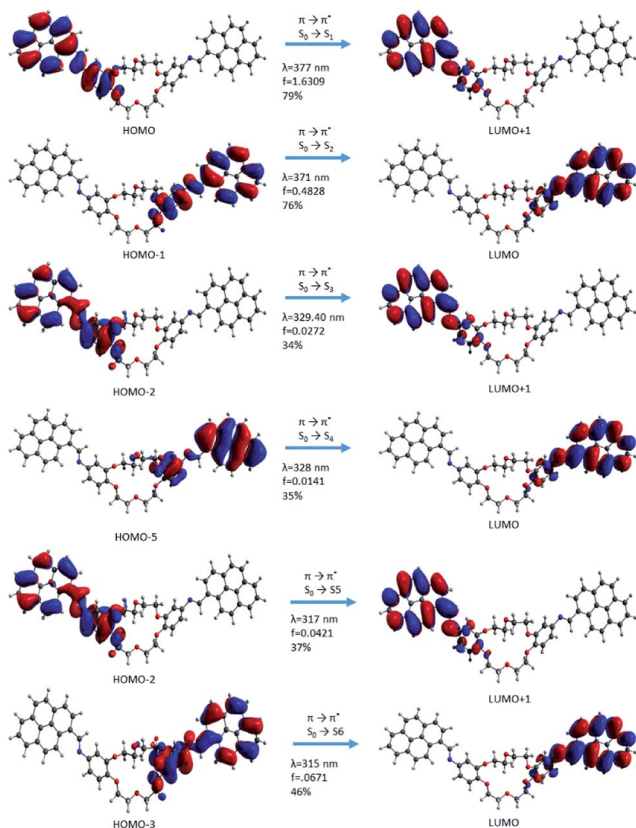 π → π*
S₀ → S₁
λ=377 nm
f=1.6309
79%
HOMO
LUMO+1
π → π*
S₀ → S₂
λ=371 nm
f=0.4828
76%
HOMO-1
LUMO
π → π*
S₀ → S₃
λ=329.40 nm
f=0.0272
34%
HOMO-2
LUMO+1
π → π*
S₀ → S₄
λ=328 nm
f=0.0141
35%
HOMO-5
LUMO
π → π*
S₀ → S5
λ=317 nm
f=0.0421
37%
HOMO-2
LUMO+1
π → π*
S₀ → S6
λ=315 nm
f=.0671
46%
HOMO-3
LUMO